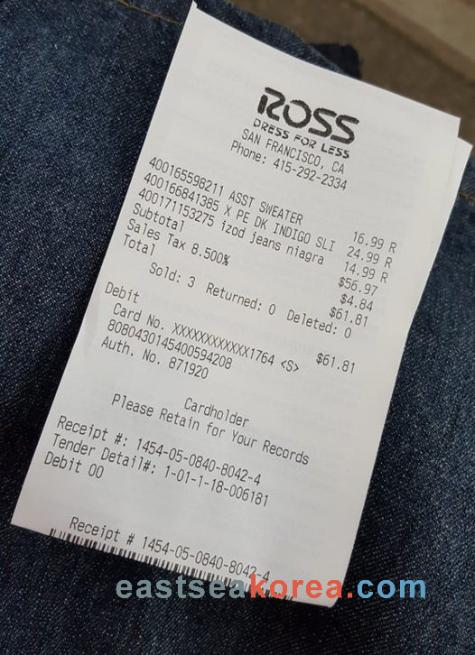 ROSS
DRESS FOR LESS
SAN FRANCISCO, CA
Phone: 415-292-2334
400165598211 ASST SWEATER 16.99 R
400166841385 X PE DK INDIGO SLI 24.99 R
400171153275 izod jeans niagra 14.99 R
Subtotal $56.97
Sales Tax 8.500% $4.84
Total $61.81
Sold: 3 Returned: 0 Deleted: 0
Debit $61.81
Card No. XXXXXXXXXXXX1764 <S>
8080430145400594208
Auth. No. 871920
Cardholder
Please Retain for Your Records
Receipt #: 1454-05-0840-8042-4
Tender Detail#: 1-01-1-18-006181
Debit 00
Receipt # 1454-05-0840-8042-4
eastseakorea.com